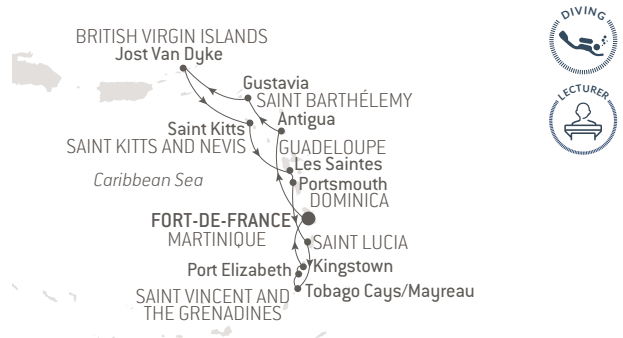 DIVING
BRITISH VIRGIN ISLANDS
Jost Van Dyke
Gustavia
SAINT BARTHÉLEMY
LECTURER
Antigua
Saint Kitts
SAINT KITTS AND NEVIS
GUADELOUPE
Les Saintes
Caribbean Sea
Portsmouth
DOMINICA
FORT-DE-FRANCE
MARTINIQUE
SAINT LUCIA
Kingstown
Port Elizabeth
Tobago Cays/Mayreau
SAINT VINCENT AND
THE GRENADINES